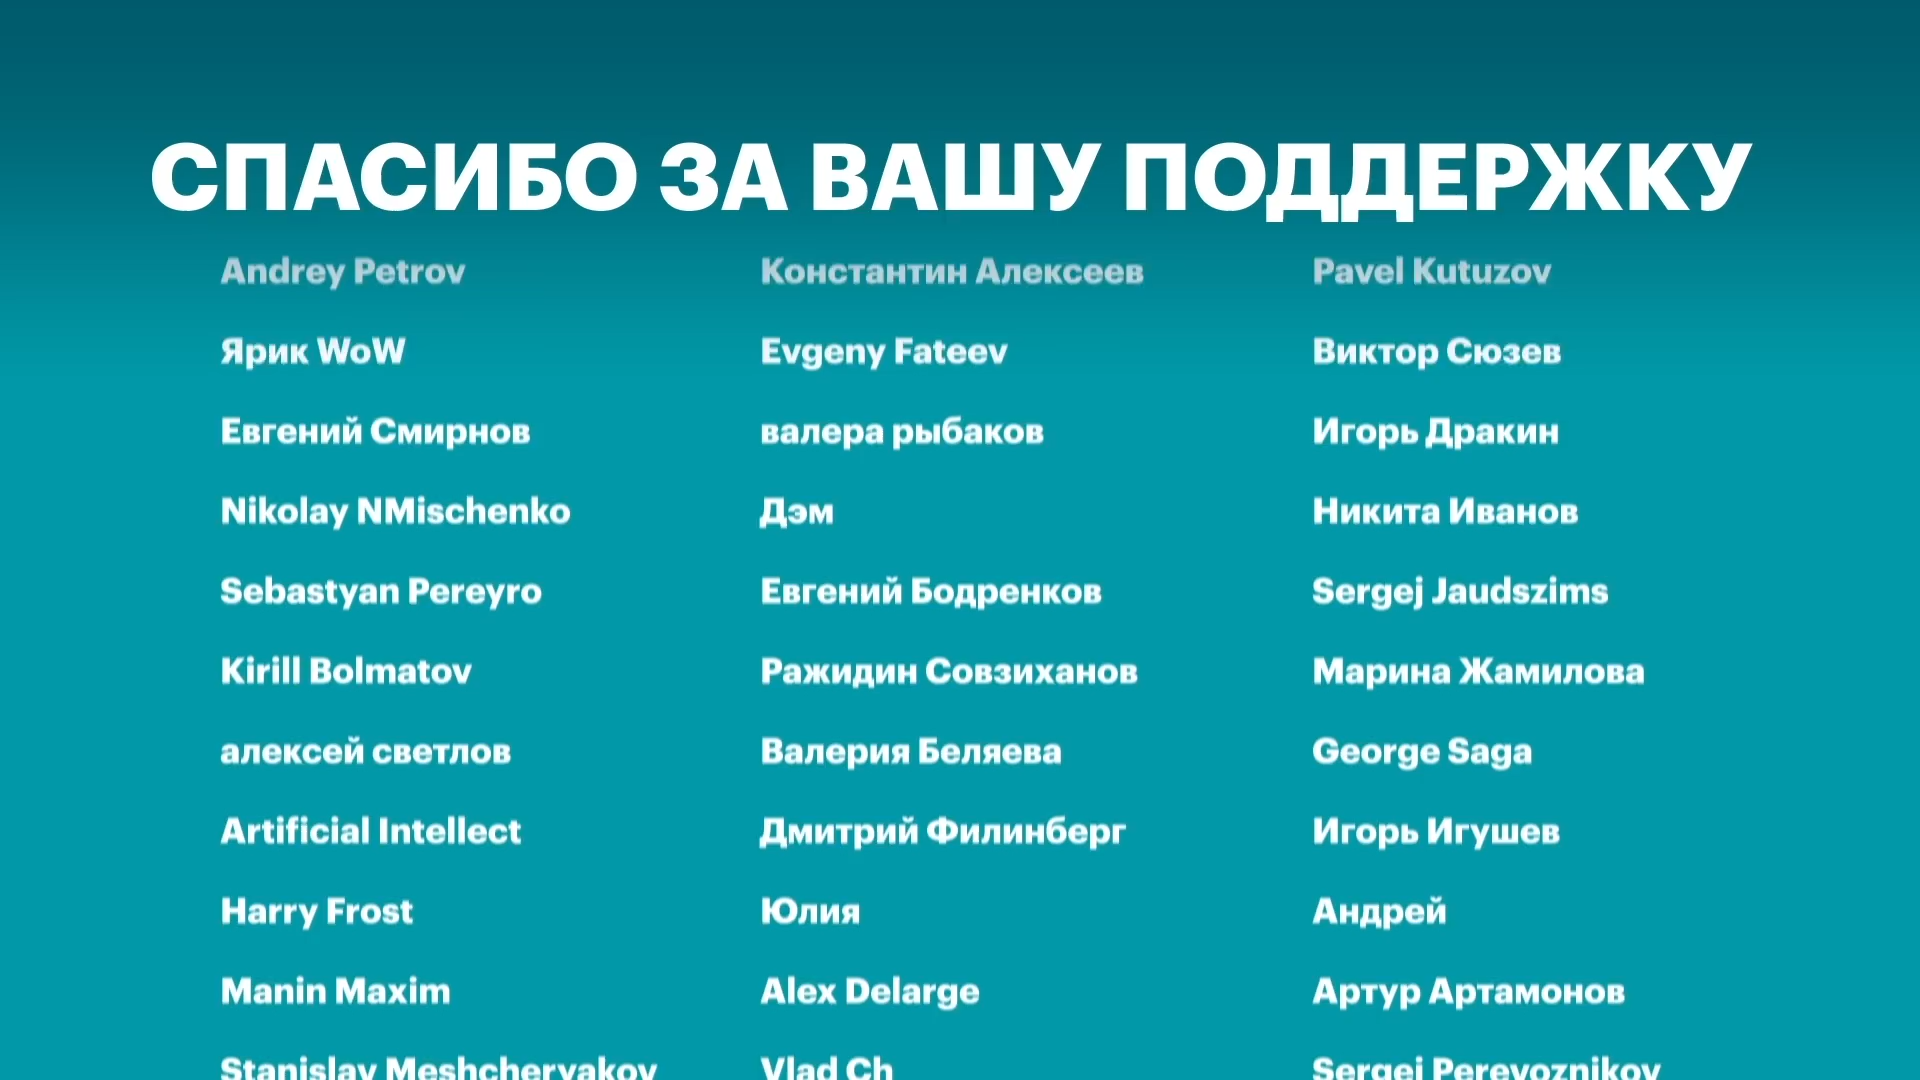 СПАСИБО ЗА ВАШУ ПОДДЕРЖКУ
Andrey Petrov Константин Алексеев Pavel Kutuzov
Ярик WoW Evgeny Fateev Виктор Сюзев
Евгений Смирнов валера рыбаков Игорь Дракин
Nikolay NMischenko Дэм Никита Иванов
Sebastyan Pereyro Евгений Бодренков Sergej Jaudszims
Kirill Bolmatov Ражидин Совзиханов Марина Жамилова
алексей светлов Валерия Беляева George Saga
Artificial Intellect Дмитрий Филинберг Игорь Игушев
Harry Frost Юлия Андрей
Manin Maxim Alex Delarge Артур Артамонов
Stanislav Meshcheryakov Vlad Ch Sergej Perevoznikov